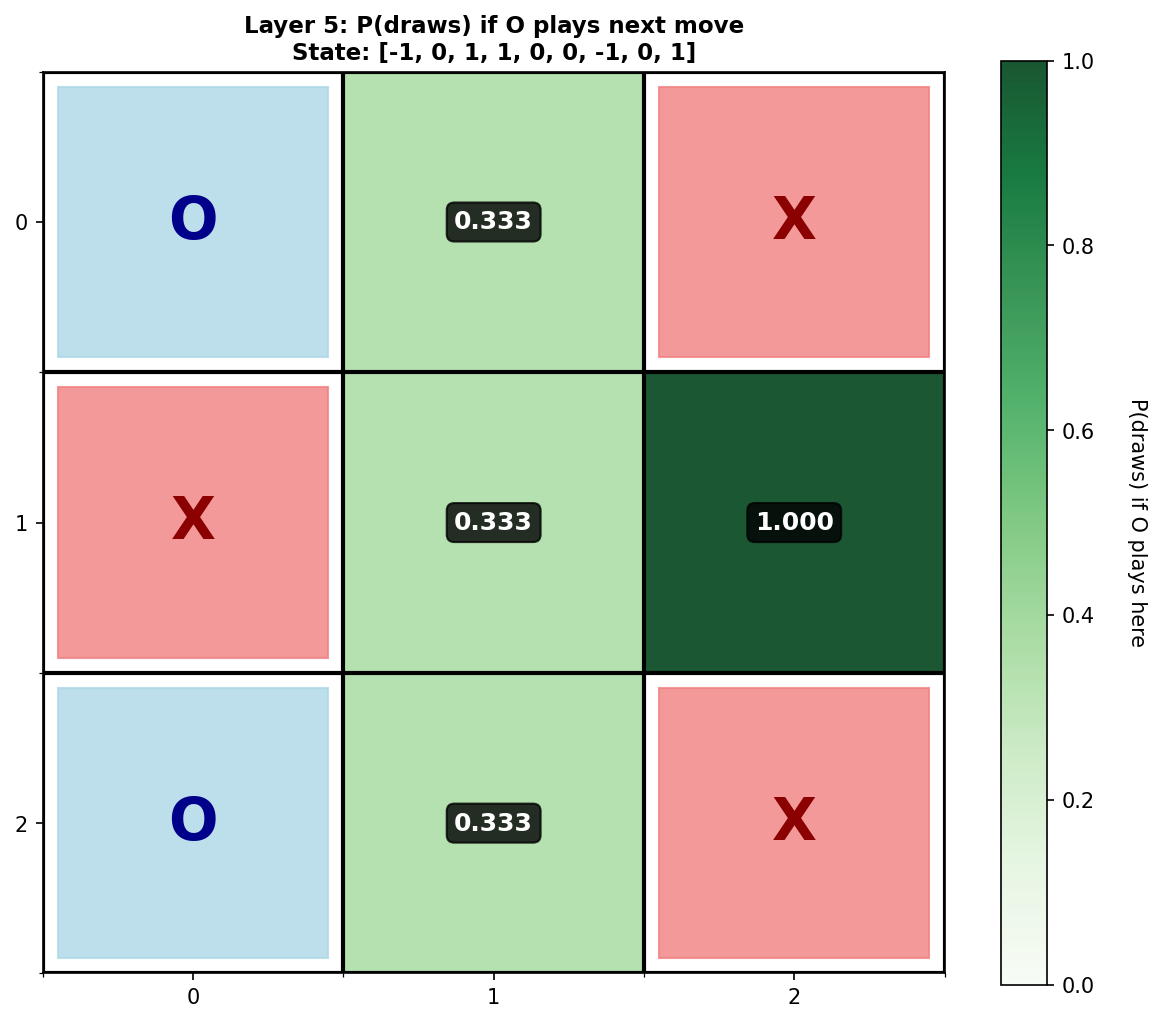 Layer 5: P(draws) if O plays next move
State: [-1, 0, 1, 1, 0, 0, -1, 0, 1]
0
O
0.333
X
1
X
0.333
1.000
2
O
0.333
X
0
1
2
1.0
0.8
0.6
0.4
0.2
0.0
P(draws) if O plays here